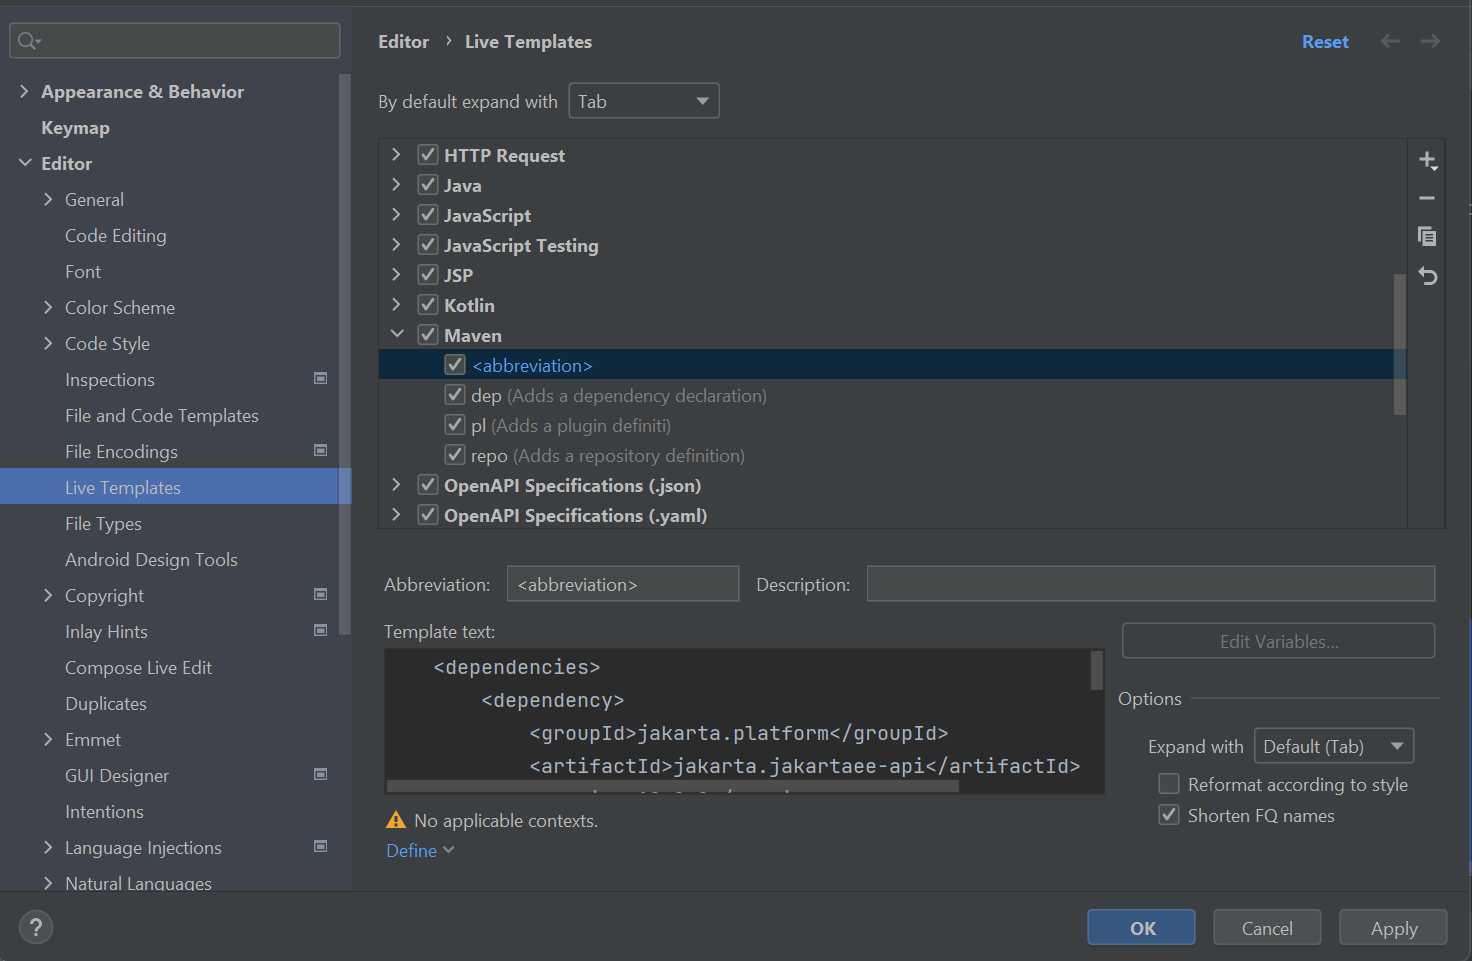 Appearance & Behavior
Keymap
Editor
General
Code Editing
Font
Color Scheme
Code Style
Inspections
File and Code Templates
File Encodings
Live Templates
File Types
Android Design Tools
Copyright
Inlay Hints
Compose Live Edit
Duplicates
Emmet
GUI Designer
Intentions
Language Injections
Natural Languages
Editor › Live Templates
Reset
By default expand with Tab
HTTP Request
Java
JavaScript
JavaScript Testing
JSP
Kotlin
Maven
<abbreviation>
dep (Adds a dependency declaration)
pl (Adds a plugin definiti)
repo (Adds a repository definition)
OpenAPI Specifications (.json)
OpenAPI Specifications (.yaml)
Abbreviation: <abbreviation> Description:
Template text:
<dependencies>
<dependency>
<groupId>jakarta.platform</groupId>
<artifactId>jakarta.jakartaee-api</artifactId>
Edit Variables...
Options
Expand with Default (Tab)
Reformat according to style
Shorten FQ names
No applicable contexts.
Define
? OK Cancel Apply